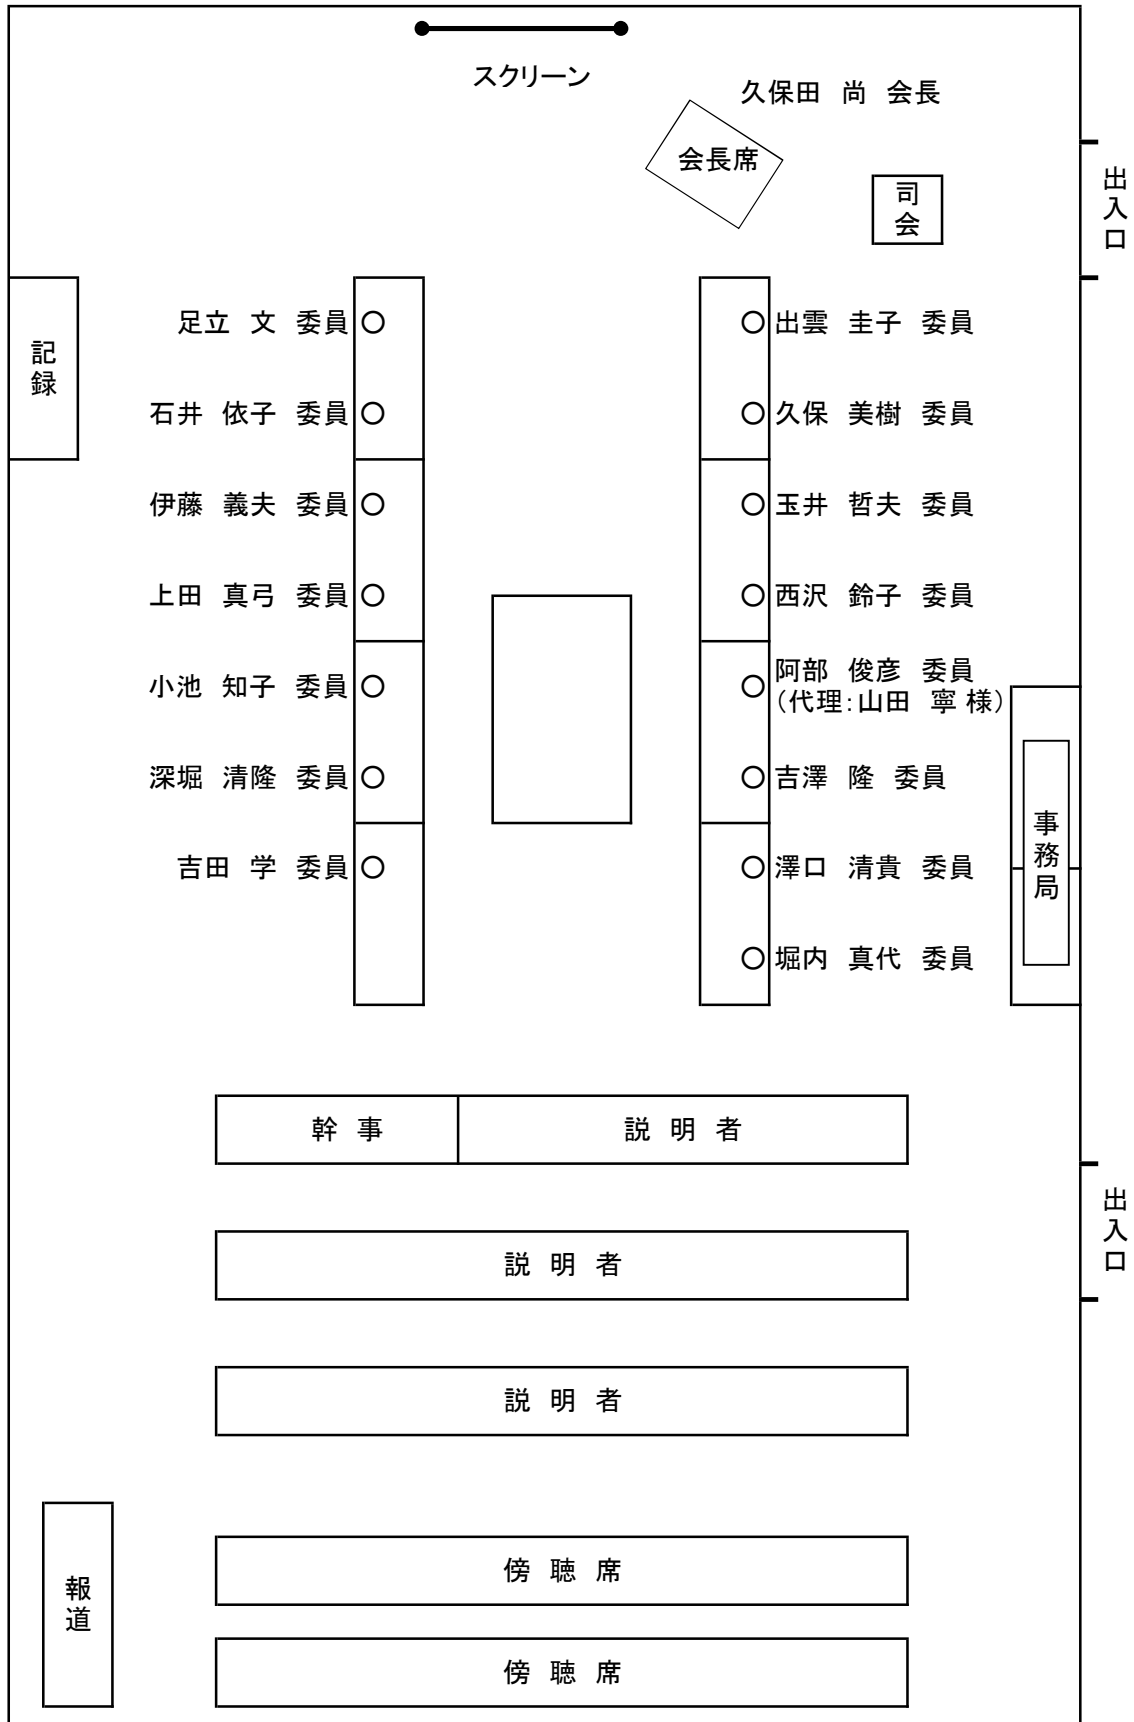 スクリーン
久保田 尚 会長
会長席
司会
出入口
記録
足立 文 委員
出雲 圭子 委員
石井 依子 委員
久保 美樹 委員
伊藤 義夫 委員
玉井 哲夫 委員
上田 真弓 委員
西沢 鈴子 委員
小池 知子 委員
阿部 俊彦 委員
（代理：山田 寧 様）
深堀 清隆 委員
吉澤 隆 委員
事務局
吉田 学 委員
澤口 清貴 委員
堀内 真代 委員
幹 事
説 明 者
出入口
説 明 者
説 明 者
報道
傍 聴 席
傍 聴 席